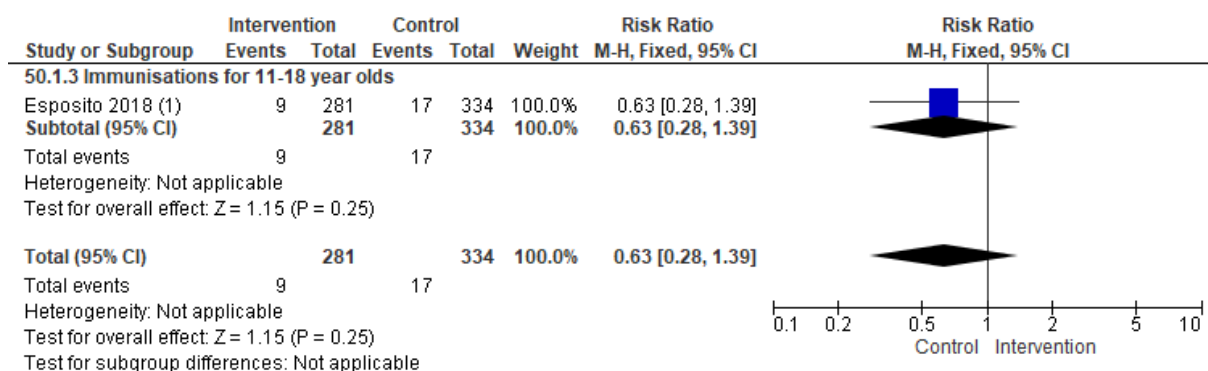 Intervention Control Risk Ratio Risk Ratio
Study or Subgroup Events Total Events Total Weight M-H, Fixed, 95% CI M-H, Fixed, 95% CI
50.1.3 Immunisations for 11-18 year olds
Esposito 2018 (1) 9 281 17 334 100.0% 0.63 [0.28, 1.39]
Subtotal (95% CI) 281 334 100.0% 0.63 [0.28, 1.39]
Total events 9 17
Heterogeneity: Not applicable
Test for overall effect: Z = 1.15 (P = 0.25)
Total (95% CI) 281 334 100.0% 0.63 [0.28, 1.39]
Total events 9 17
Heterogeneity: Not applicable
Test for overall effect: Z = 1.15 (P = 0.25)
Test for subgroup differences: Not applicable
0.1 0.2 0.5 1 2 5 10
Control Intervention